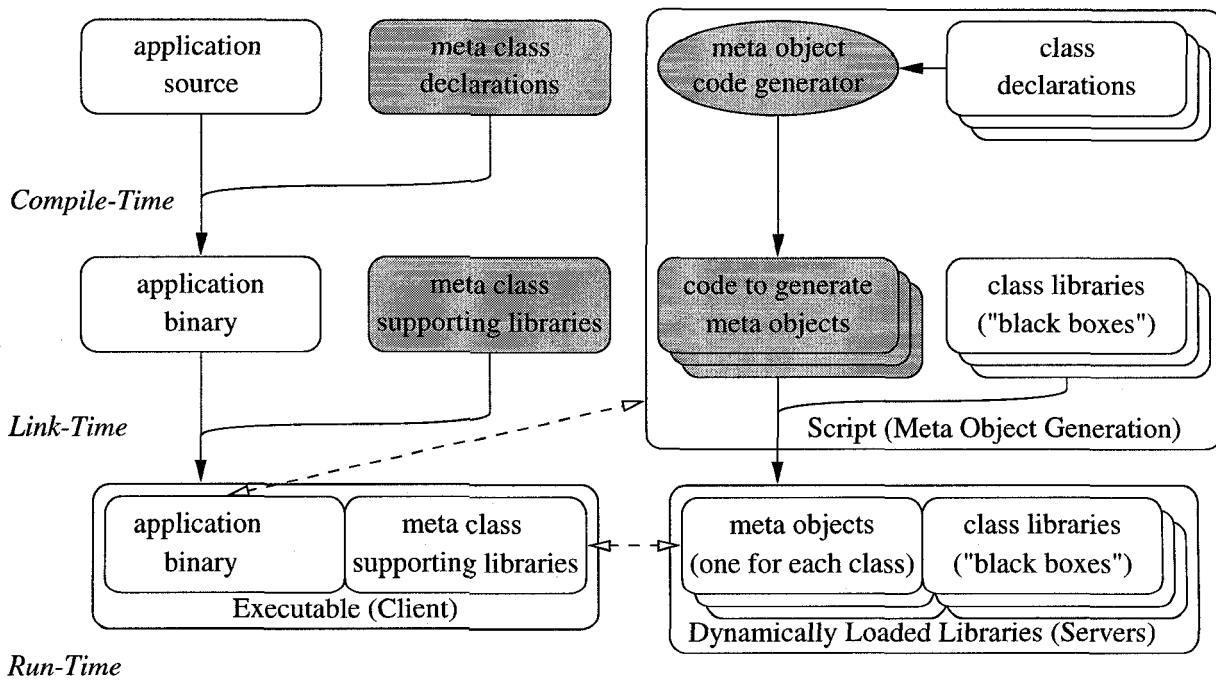 application
source
meta class
declarations
meta object
code generator
class
declarations
Compile-Time
application
binary
meta class
supporting libraries
code to generate
meta objects
class libraries
("black boxes")
Link-Time
Script (Meta Object Generation)
application
binary
meta class
supporting libraries
meta objects
(one for each class)
class libraries
("black boxes")
Executable (Client)
Dynamically Loaded Libraries (Servers)
Run-Time